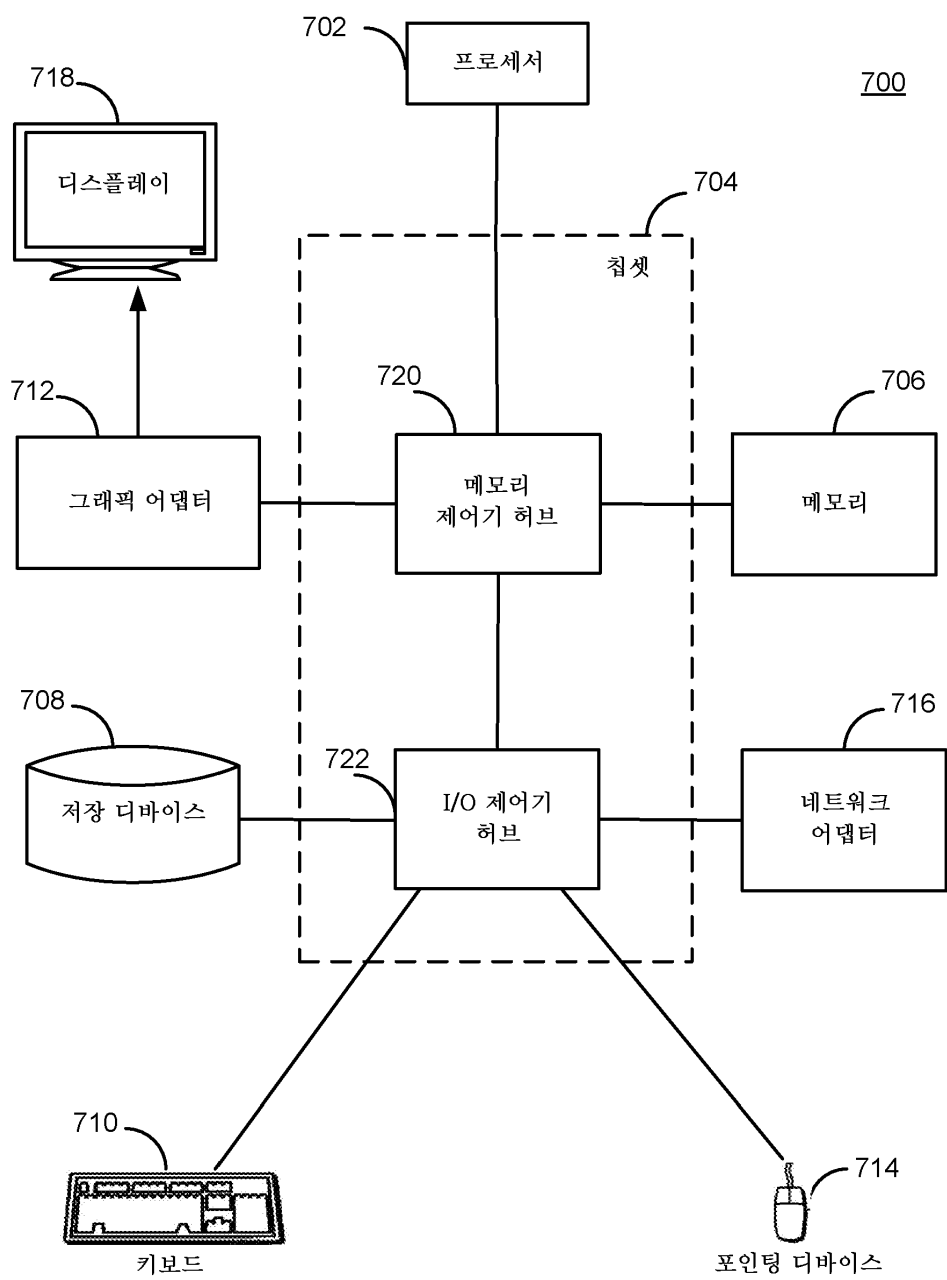 702
프로세서
700
718
디스플레이
704
칩셋
712
그래픽 어댑터
720
메모리
제어기 허브
706
메모리
708
저장 디바이스
722
I/O 제어기
허브
716
네트워크
어댑터
710
키보드
714
포인팅 디바이스